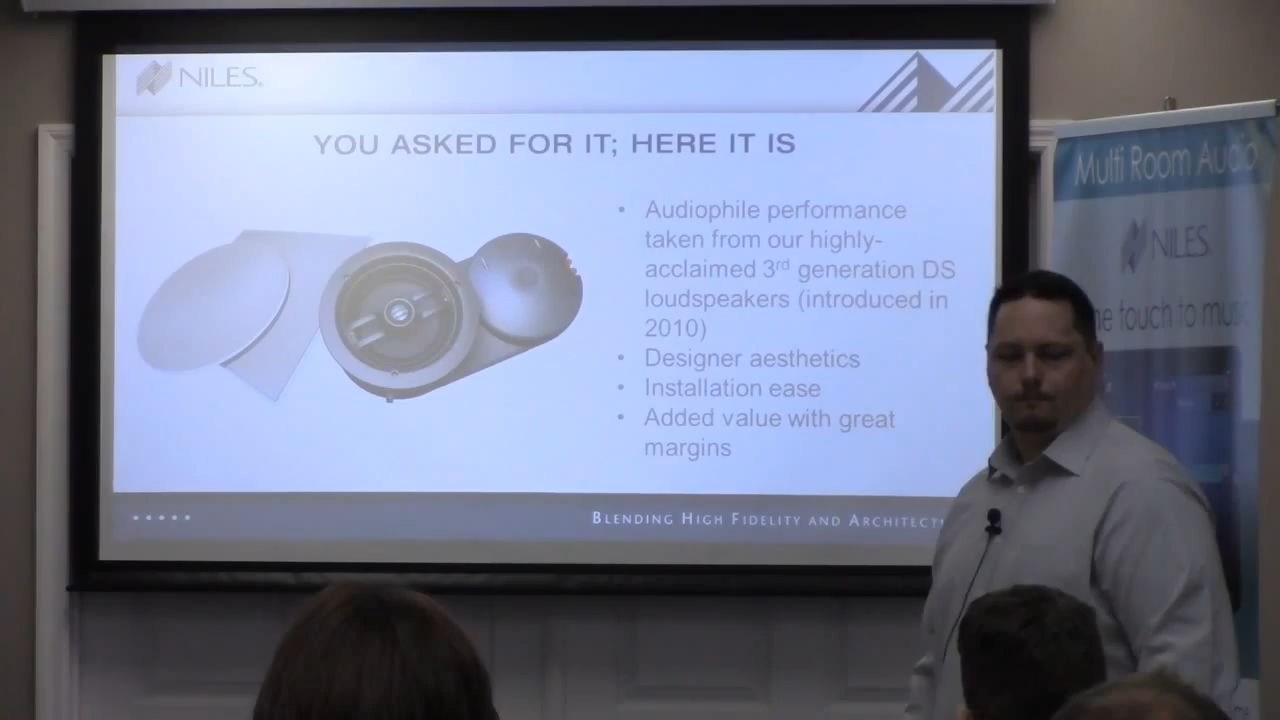 NILES®
YOU ASKED FOR IT; HERE IT IS
• Audiophile performance
taken from our highly-
acclaimed 3rd generation DS
loudspeakers (introduced in
2010)
• Designer aesthetics
• Installation ease
• Added value with great
margins
BLENDING HIGH FIDELITY AND ARCHITECT
Multi Room Audio
NILES
ne touch to mus